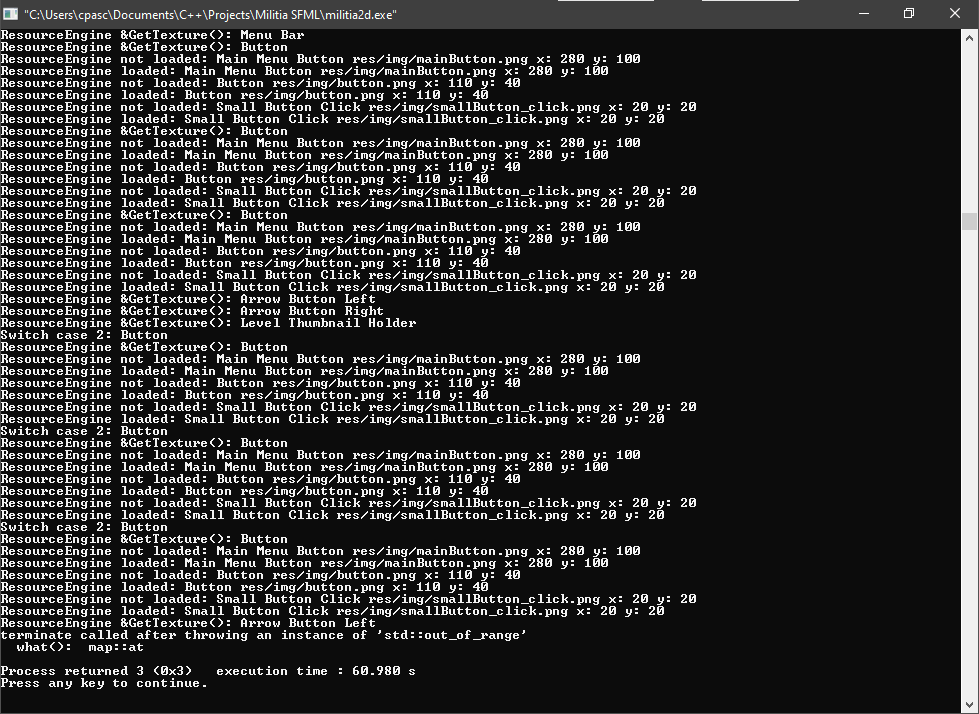 "C:\Users\cpasc\Documents\C++\Projects\Militia SFML\militia2d.exe"
ResourceEngine &GetTexture(): Menu Bar
ResourceEngine &GetTexture(): Button
ResourceEngine not loaded: Main Menu Button res/img/mainButton.png x: 280 y: 100
ResourceEngine loaded: Main Menu Button res/img/mainButton.png x: 280 y: 100
ResourceEngine not loaded: Button res/img/button.png x: 110 y: 40
ResourceEngine loaded: Button res/img/button.png x: 110 y: 40
ResourceEngine not loaded: Small Button Click res/img/smallButton_click.png x: 20 y: 20
ResourceEngine loaded: Small Button Click res/img/smallButton_click.png x: 20 y: 20
ResourceEngine &GetTexture(): Button
ResourceEngine not loaded: Main Menu Button res/img/mainButton.png x: 280 y: 100
ResourceEngine loaded: Main Menu Button res/img/mainButton.png x: 280 y: 100
ResourceEngine not loaded: Button res/img/button.png x: 110 y: 40
ResourceEngine loaded: Button res/img/button.png x: 110 y: 40
ResourceEngine not loaded: Small Button Click res/img/smallButton_click.png x: 20 y: 20
ResourceEngine loaded: Small Button Click res/img/smallButton_click.png x: 20 y: 20
ResourceEngine &GetTexture(): Button
ResourceEngine not loaded: Main Menu Button res/img/mainButton.png x: 280 y: 100
ResourceEngine loaded: Main Menu Button res/img/mainButton.png x: 280 y: 100
ResourceEngine not loaded: Button res/img/button.png x: 110 y: 40
ResourceEngine loaded: Button res/img/button.png x: 110 y: 40
ResourceEngine not loaded: Small Button Click res/img/smallButton_click.png x: 20 y: 20
ResourceEngine loaded: Small Button Click res/img/smallButton_click.png x: 20 y: 20
ResourceEngine &GetTexture(): Arrow Button Left
ResourceEngine &GetTexture(): Arrow Button Right
ResourceEngine &GetTexture(): Level Thumbnail Holder
Switch case 2: Button
ResourceEngine &GetTexture(): Button
ResourceEngine not loaded: Main Menu Button res/img/mainButton.png x: 280 y: 100
ResourceEngine loaded: Main Menu Button res/img/mainButton.png x: 280 y: 100
ResourceEngine not loaded: Button res/img/button.png x: 110 y: 40
ResourceEngine loaded: Button res/img/button.png x: 110 y: 40
ResourceEngine not loaded: Small Button Click res/img/smallButton_click.png x: 20 y: 20
ResourceEngine loaded: Small Button Click res/img/smallButton_click.png x: 20 y: 20
Switch case 2: Button
ResourceEngine &GetTexture(): Button
ResourceEngine not loaded: Main Menu Button res/img/mainButton.png x: 280 y: 100
ResourceEngine loaded: Main Menu Button res/img/mainButton.png x: 280 y: 100
ResourceEngine not loaded: Button res/img/button.png x: 110 y: 40
ResourceEngine loaded: Button res/img/button.png x: 110 y: 40
ResourceEngine not loaded: Small Button Click res/img/smallButton_click.png x: 20 y: 20
ResourceEngine loaded: Small Button Click res/img/smallButton_click.png x: 20 y: 20
Switch case 2: Button
ResourceEngine &GetTexture(): Button
ResourceEngine not loaded: Main Menu Button res/img/mainButton.png x: 280 y: 100
ResourceEngine loaded: Main Menu Button res/img/mainButton.png x: 280 y: 100
ResourceEngine not loaded: Button res/img/button.png x: 110 y: 40
ResourceEngine loaded: Button res/img/button.png x: 110 y: 40
ResourceEngine not loaded: Small Button Click res/img/smallButton_click.png x: 20 y: 20
ResourceEngine loaded: Small Button Click res/img/smallButton_click.png x: 20 y: 20
ResourceEngine &GetTexture(): Arrow Button Left
terminate called after throwing an instance of 'std::out_of_range'
  what():  map::at
Process returned 3 (0x3)   execution time : 60.980 s
Press any key to continue.